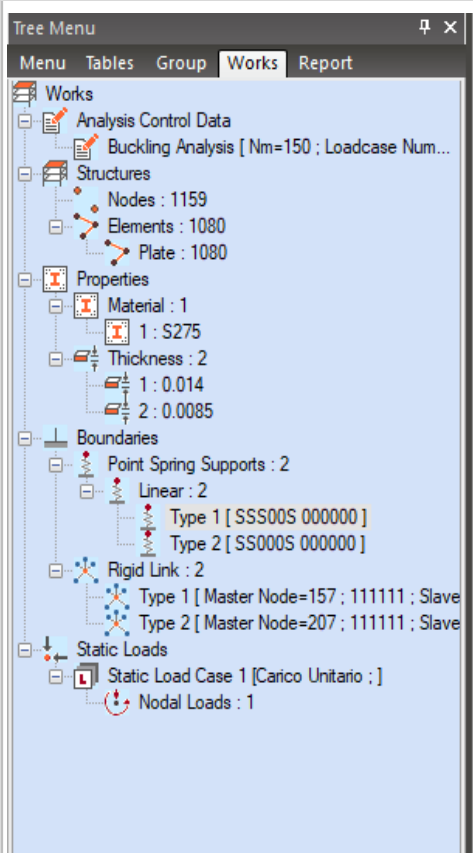 Tree Menu
Menu Tables Group Works Report
Works
Analysis Control Data
Buckling Analysis [ Nm=150 ; Loadcase Num...
Structures
Nodes : 1159
Elements : 1080
Plate : 1080
Properties
Material : 1
1 : S275
Thickness : 2
1 : 0.014
2 : 0.0085
Boundaries
Point Spring Supports : 2
Linear : 2
Type 1 [ SSS00S 000000 ]
Type 2 [ SS000S 000000 ]
Rigid Link : 2
Type 1 [ Master Node=157 ; 111111 ; Slave
Type 2 [ Master Node=207 ; 111111 ; Slave
Static Loads
Static Load Case 1 [Carico Unitario ; ]
Nodal Loads : 1